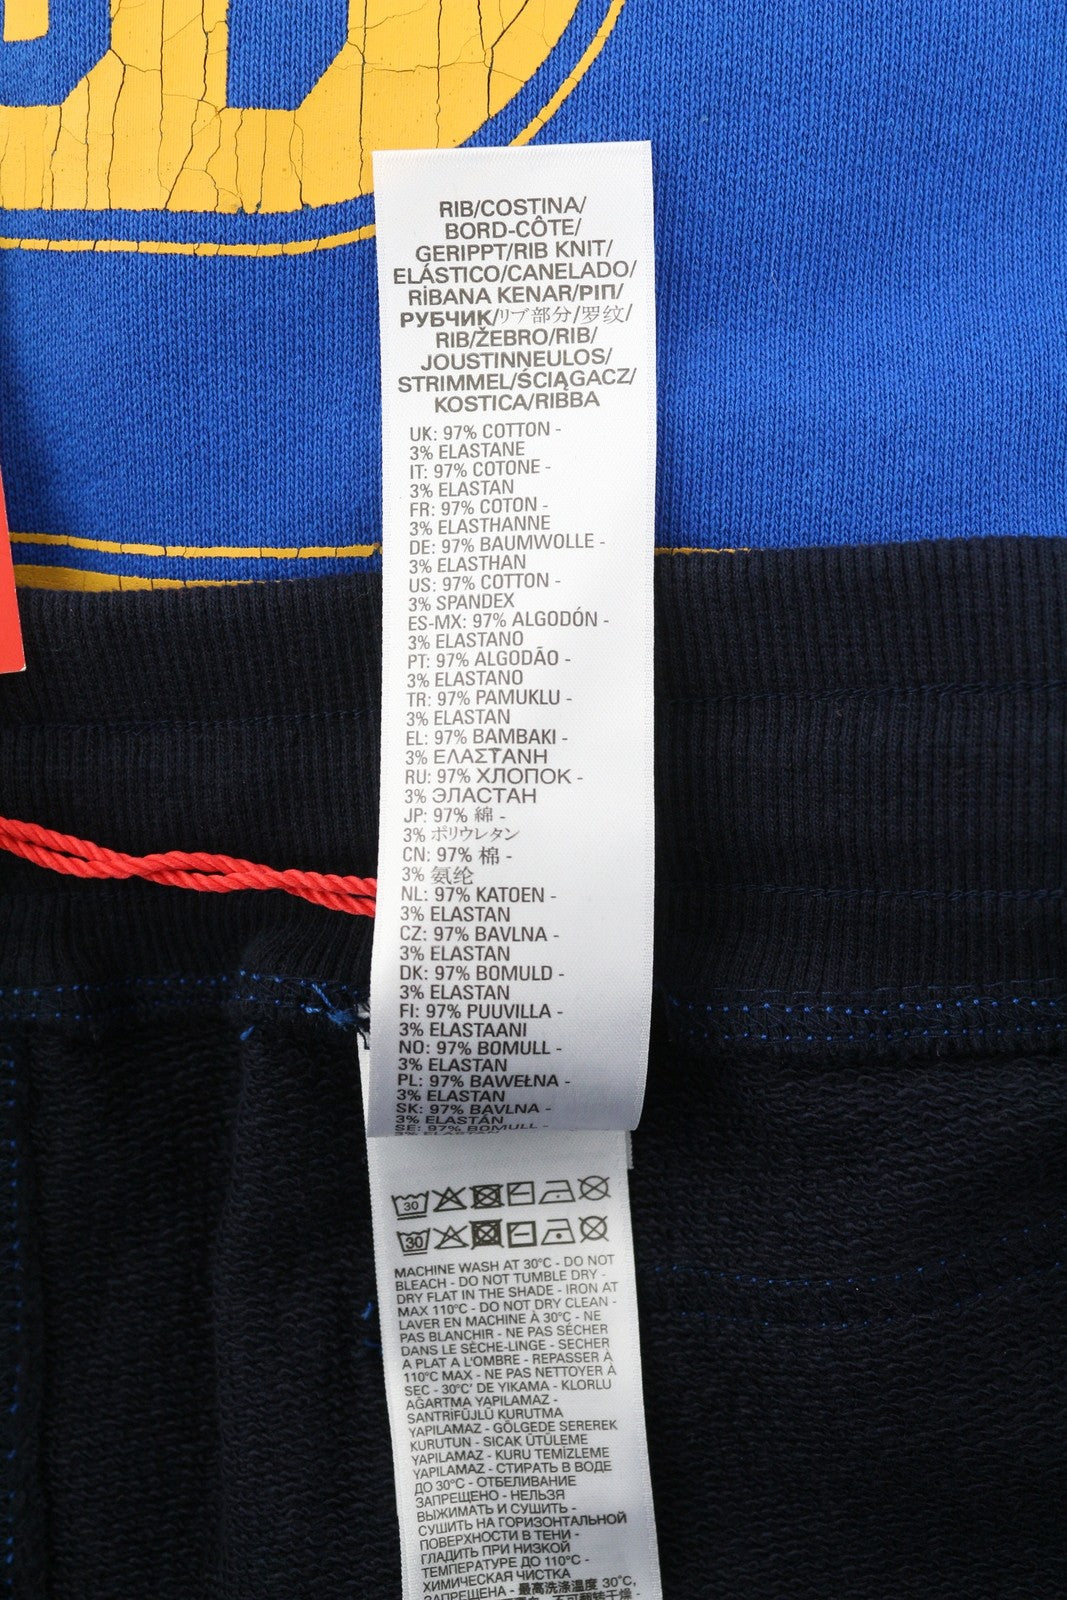 RIB/COSTINA/
BORD-CÔTE/
GERIPPT/RIB KNIT/
ELÁSTICO/CANELADO/
RİBANA KENAR/РІП/
РУБЧИК/リブ部分/罗纹/
RIB/ŽEBRO/RIB/
JOUSTINNEULOS/
STRIMMEL/ŚCIĄGACZ/
KOSTICA/RIBBA
UK: 97% COTTON -
3% ELASTANE
IT: 97% COTONE -
3% ELASTAN
FR: 97% COTON -
3% ELASTHANNE
DE: 97% BAUMWOLLE -
3% ELASTHAN
US: 97% COTTON -
3% SPANDEX
ES-MX: 97% ALGODÓN -
3% ELASTANO
PT: 97% ALGODÃO -
3% ELASTANO
TR: 97% PAMUKLU -
3% ELASTAN
EL: 97% BAMBAKI -
3% ΕΛΑΣΤΑΝΗ
RU: 97% ХЛОПОК -
3% ЭЛАСТАН
JP: 97% 綿 -
3% ポリウレタン
CN: 97% 棉 -
3% 氨纶
NL: 97% KATOEN -
3% ELASTAN
CZ: 97% BAVLNA -
3% ELASTAN
DK: 97% BOMULD -
3% ELASTAN
FI: 97% PUUVILLA -
3% ELASTAANI
NO: 97% BOMULL -
3% ELASTAN
PL: 97% BAWEŁNA -
3% ELASTAN
SK: 97% BAVLNA -
3% ELASTÁN
SE: 97% BOMULL -
3% ELASTAN
30
30
MACHINE WASH AT 30°C - DO NOT
BLEACH - DO NOT TUMBLE DRY -
DRY FLAT IN THE SHADE - IRON AT
MAX 110°C - DO NOT DRY CLEAN -
LAVER EN MACHINE À 30°C - NE
PAS BLANCHIR - NE PAS SÉCHER
DANS LE SÈCHE-LINGE - SECHER
A PLAT A L'OMBRE - REPASSER À
110°C MAX - NE PAS NETTOYER À
SEC - 30°C' DE YIKAMA - KLORLU
AĞARTMA YAPILAMAZ -
SANTRİFÜJLÜ KURUTMA
YAPILAMAZ - GÖLGEDE SEREREK
KURUTUN - SICAK ÜTÜLEME
YAPILAMAZ - KURU TEMİZLEME
YAPILAMAZ - СТИРАТЬ В ВОДЕ
ДО 30°C - ОТБЕЛИВАНИЕ
ЗАПРЕЩЕНО - НЕЛЬЗЯ
ВЫЖИМАТЬ И СУШИТЬ -
СУШИТЬ НА ГОРИЗОНТАЛЬНОЙ
ПОВЕРХНОСТИ В ТЕНИ -
ГЛАДИТЬ ПРИ НИЗКОЙ
ТЕМПЕРАТУРЕ ДО 110°C -
ХИМИЧЕСКАЯ ЧИСТКА
ЗАПРЕЩЕНА - 最高洗涤温度 30°C,